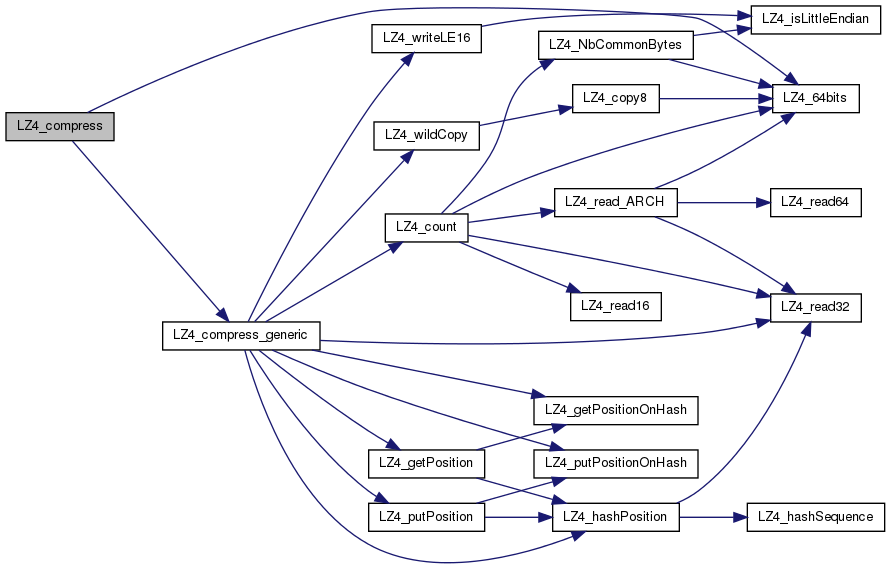 LZ4_compress
LZ4_compress_generic
LZ4_writeLE16
LZ4_wildCopy
LZ4_count
LZ4_getPosition
LZ4_putPosition
LZ4_NbCommonBytes
LZ4_copy8
LZ4_read_ARCH
LZ4_read16
LZ4_getPositionOnHash
LZ4_putPositionOnHash
LZ4_hashPosition
LZ4_isLittleEndian
LZ4_64bits
LZ4_read64
LZ4_read32
LZ4_hashSequence